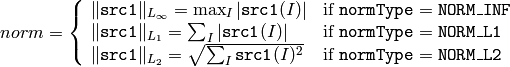 ‖src1‖_{L_∞} = max_I |src1(I)| if normType = NORM_INF
norm = { ‖src1‖_{L_1} = ∑_I |src1(I)| if normType = NORM_L1
‖src1‖_{L_2} = √(∑_I src1(I)²) if normType = NORM_L2